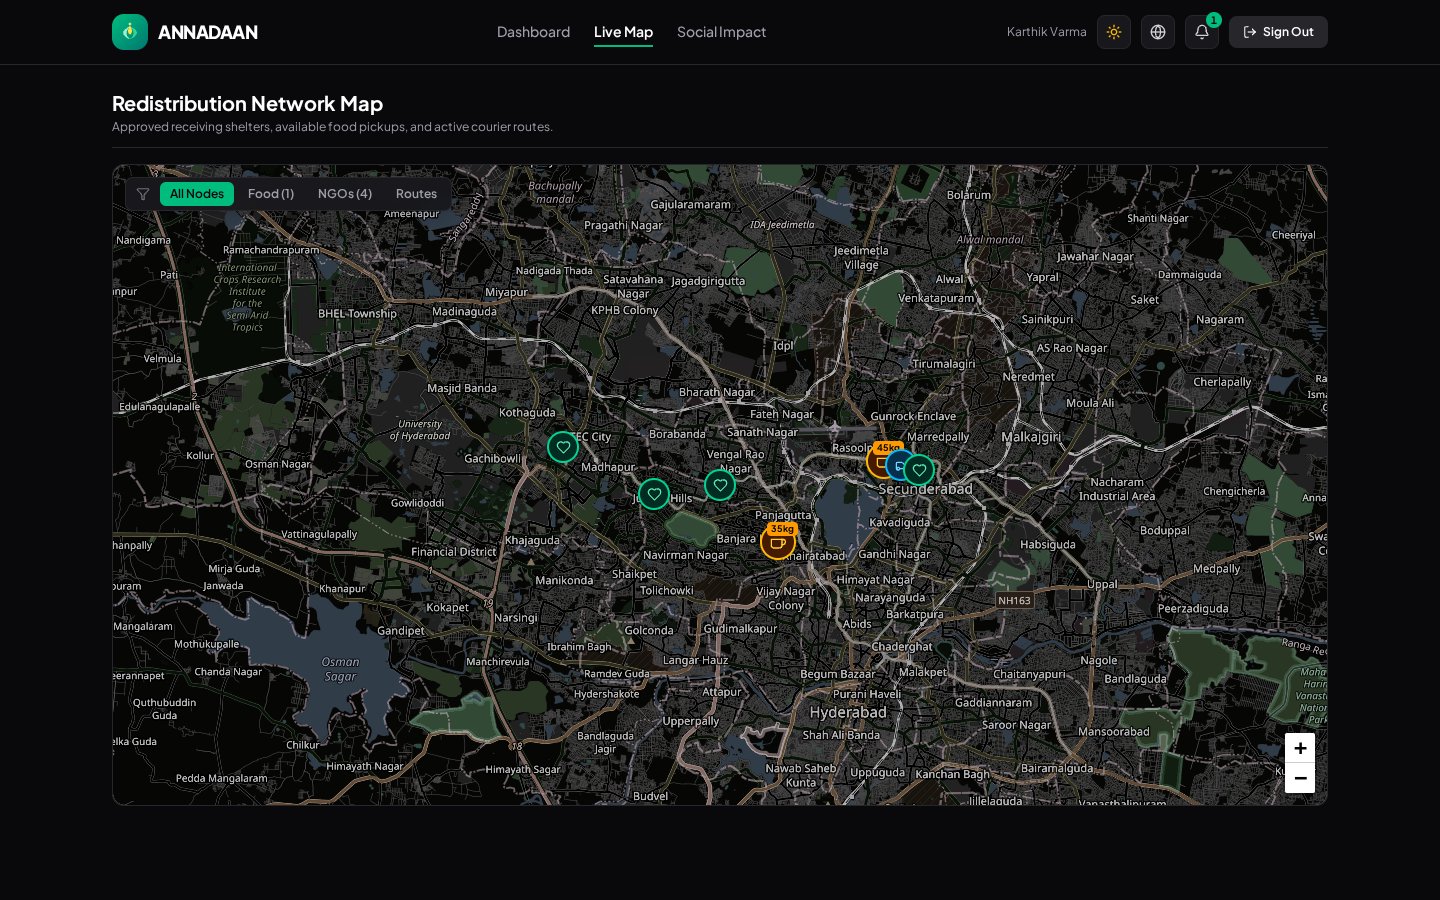 ANNADAAN
Dashboard
Live Map
Social Impact
Karthik Varma
1
Sign Out
Redistribution Network Map
Approved receiving shelters, available food pickups, and active courier routes.
All Nodes
Food (1)
NGOs (4)
Routes
Bachupally
mandal
Gajularamaram
Bolarum
Ameenapur
Sangareddy
Pragathi Nagar
IDA Jeedimetla
Shanti Nagar
Nandigama
Ramachandrapuram
Jeedimetla
Village
Alwal mandal
Cheeriyal
Jawahar Nagar
Pati
International
Crops Research
Institute
for the
Semi Arid
Tropics
Nadigada Thada
Satavahana
Nagar
Jagadgirigutta
Alwal
Yapral
Dammaiguda
Miyapur
Venkatapuram
Saket
BHEL Township
Madinaguda
KPHB Colony
Sainikpuri
Nagaram
Idpl
AS Rao Nagar
Velmula
Tirumalagiri
Neredmet
Cherlapally
Masjid Banda
Bharath Nagar
2
Edulanagulapalle
Kothaguda
Fateh Nagar
Gunrock Enclave
Moula Ali
University
of Hyderabad
Borabanda
Sanath Nagar
Marredpally
Malkajgiri
45kg
Kollur
Osman Nagar
Gachibowli
Madhapur
Vengal Rao
Nagar
Secunderabad
Nacharam
Industrial Area
Chengicherla
Gowlidoddi
Hills
Panjagutta
Kavadiguda
Boduppal
35kg
Vattinagulapally
Financial District
Khajaguda
Banjara
Navirman Nagar
Khairatabad
Gandhi Nagar
Habsiguda
Mirja Guda
Janwada
Khanapur
Manikonda
Shaikpet
Tolichowki
Himayat Nagar
Uppal
Medpally
Vijay Nagar
Colony
Narayanguda
NH163
Kokapet
19
Narsingi
Barkatpura
Peerzadiguda
Mangalaram
Gandipet
Golconda
Gudimalkapur
Abids
Mothukupalle
Ibrahim Bagh
Chaderghat
Osman
Sagar
Chanda Nagar
Manchirevula
Langar Hauz
Ramdev Guda
Begum Bazaar
Malakpet
Chaitanyapuri
Nagole
Bandlaguda
Quthubuddin
Guda
Hydershakote
Attapur
Purani Haveli
Gaddiannaram
Hyderabad
Upperpally
Saroor Nagar
Mansoorabad
Chilkur
18
Bandlaguda
Jagir
Shah Ali Banda
Himayath Nagar
Himayath Sagar
Nawab Saheb
Kunta
Uppuguda
Kanchan Bagh
Bairamalguda
Pedda Mangalaram
Budvel
Jillelaguda
Vanasthalipuram
+
−